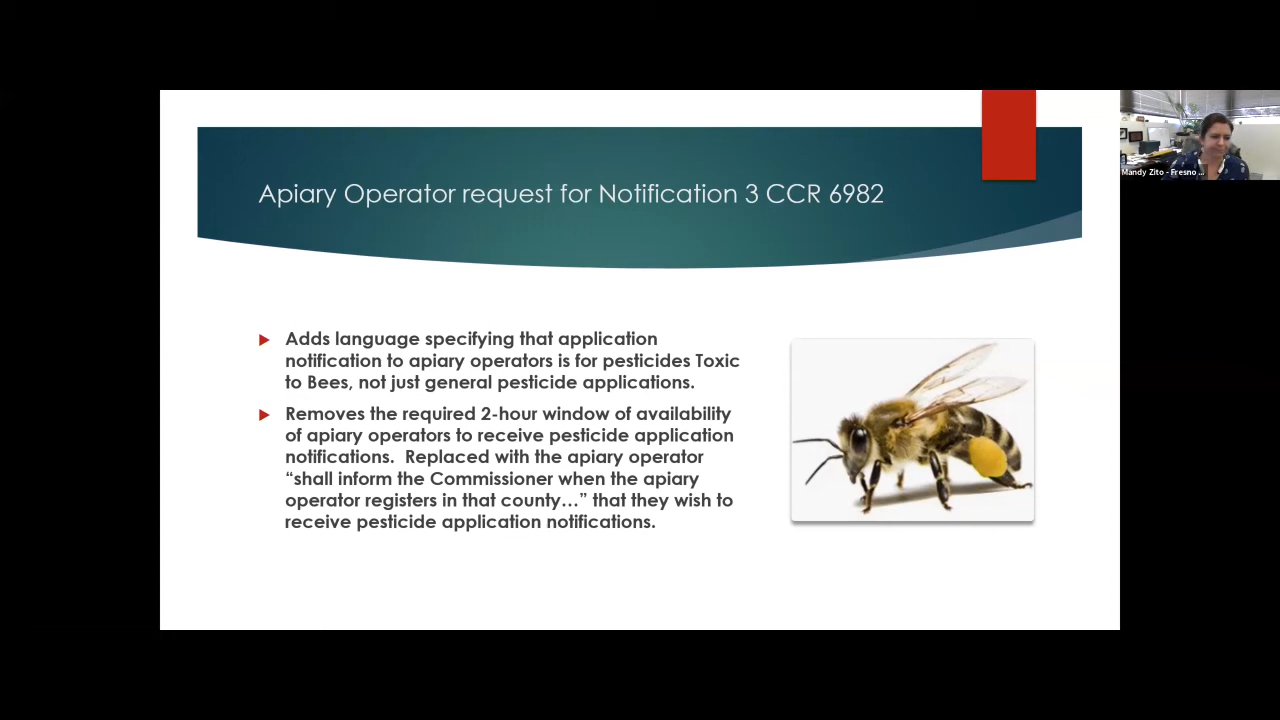 Apiary Operator request for Notification 3 CCR 6982
Mandy Zito - Fresno ...
Adds language specifying that application
notification to apiary operators is for pesticides Toxic
to Bees, not just general pesticide applications.
Removes the required 2-hour window of availability
of apiary operators to receive pesticide application
notifications.  Replaced with the apiary operator
“shall inform the Commissioner when the apiary
operator registers in that county…” that they wish to
receive pesticide application notifications.